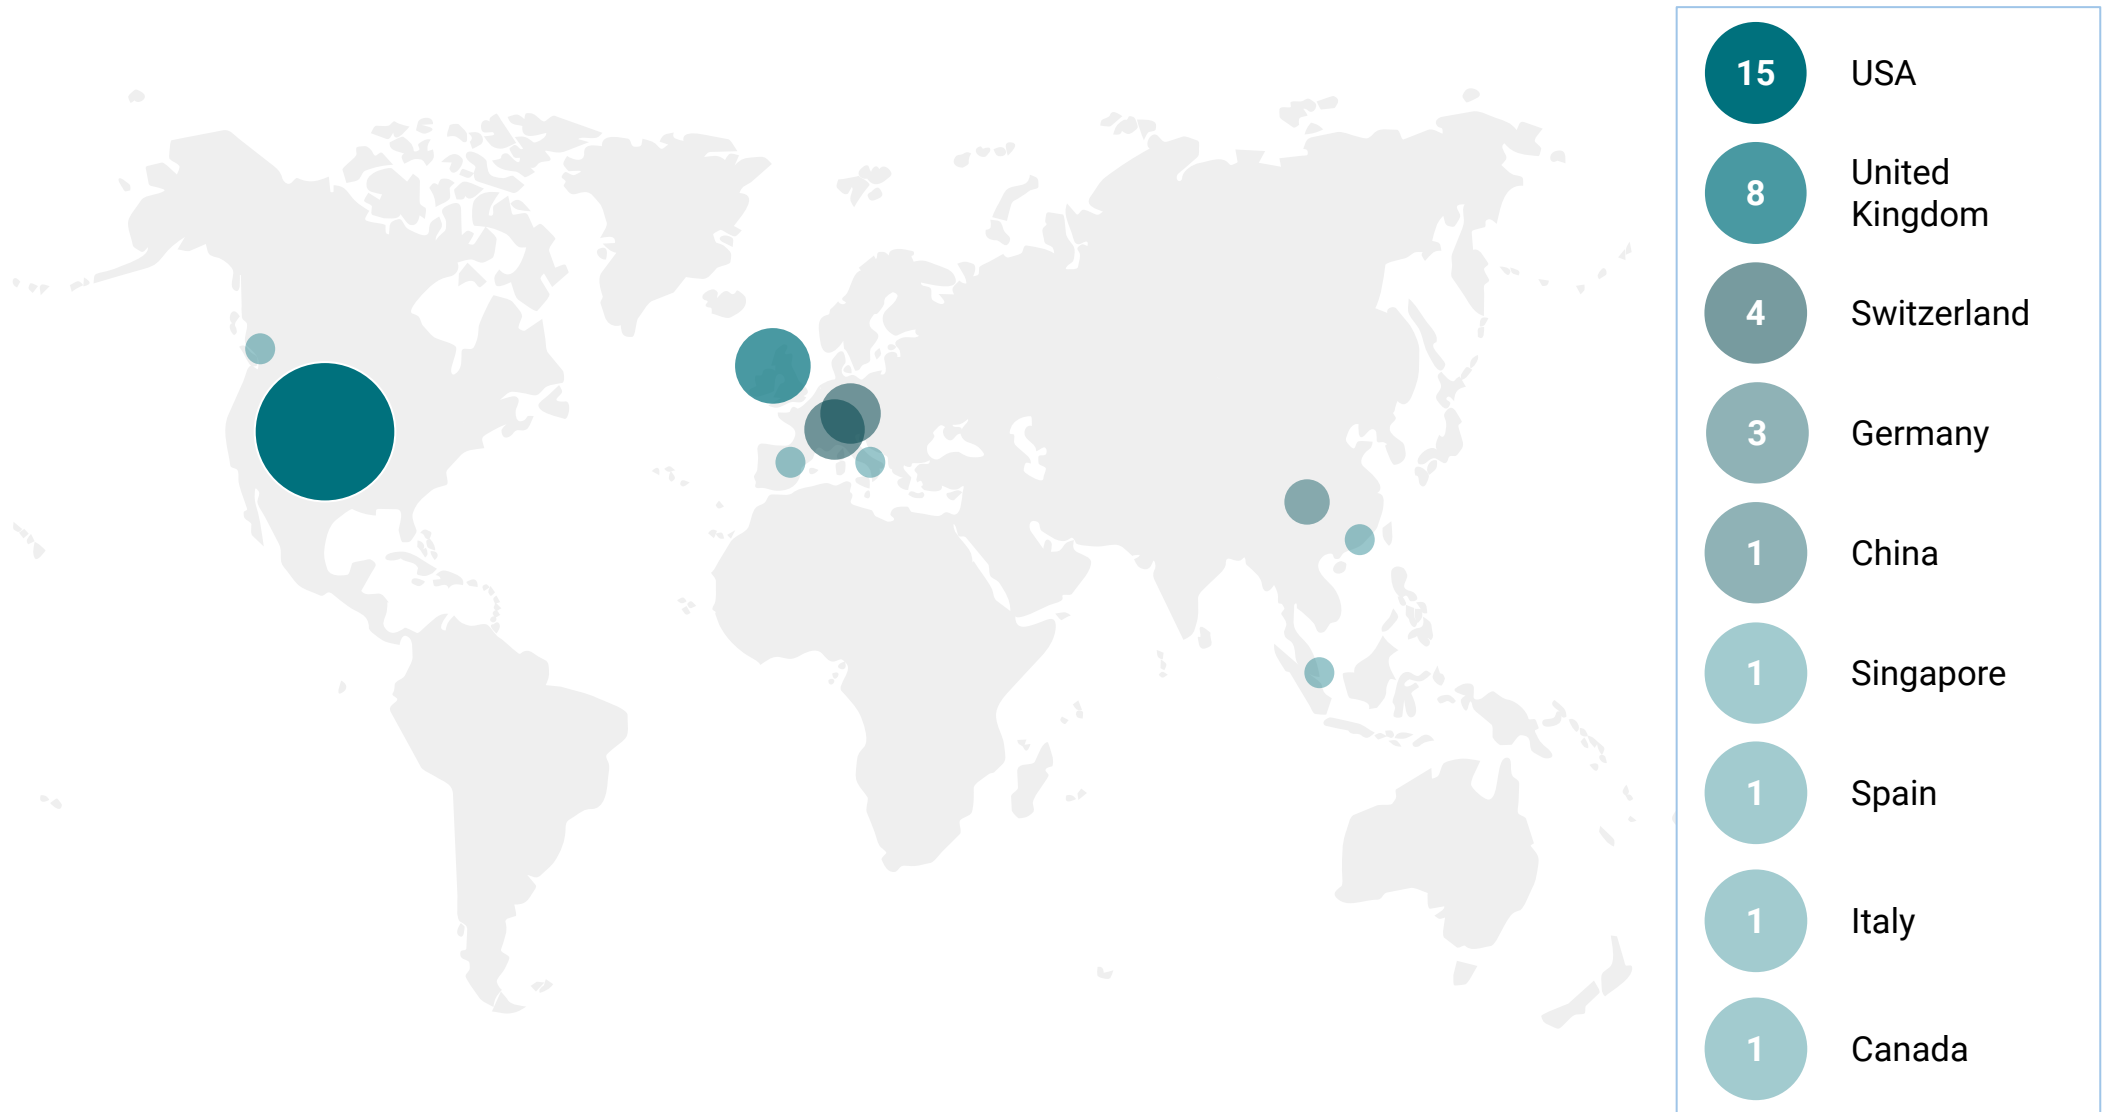 15 USA
8 United
Kingdom
4 Switzerland
3 Germany
1 China
1 Singapore
1 Spain
1 Italy
1 Canada